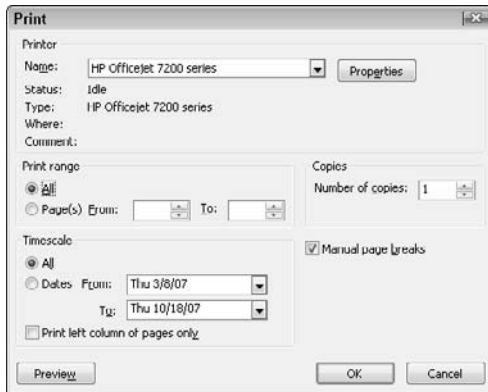 Print
Printer
Name: HP Officejet 7200 series Properties
Status: Idle
Type: HP Officejet 7200 series
Where:
Comment:
Print range
All
Page(s) From: To:
Copies
Number of copies: 1
Timescale
All
Dates From: Thu 3/8/07
To: Thu 10/18/07
Print left column of pages only
Manual page breaks
Preview OK Cancel